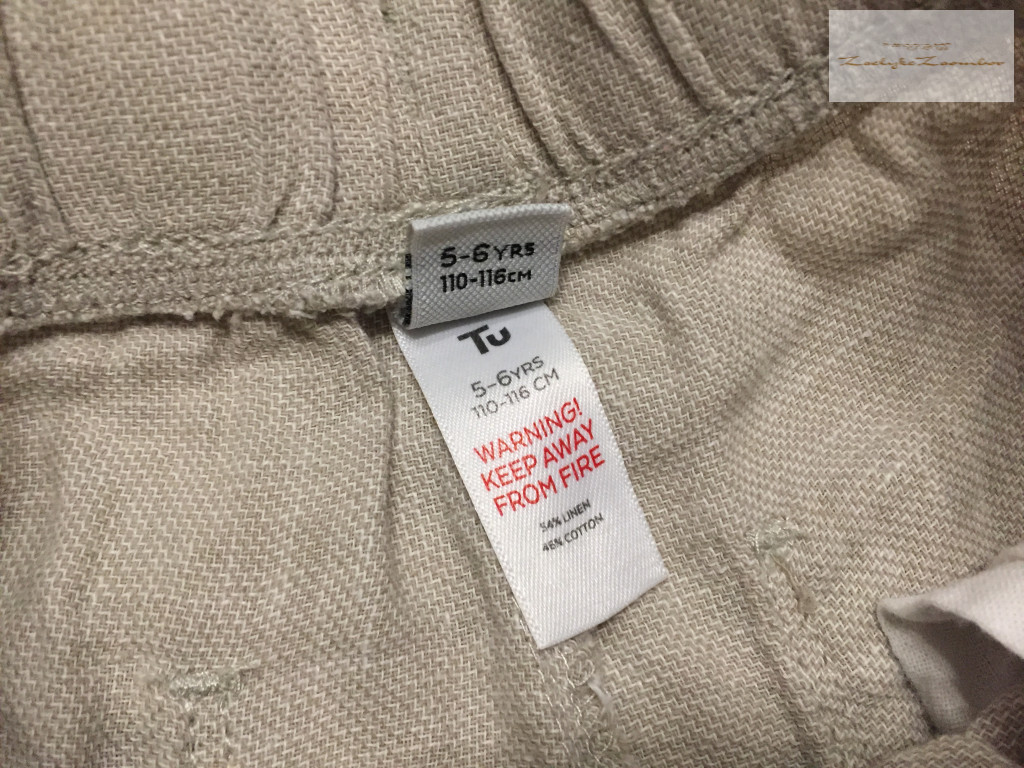 5-6YRS
110-116CM
TU
5-6YRS
110-116 CM
WARNING!
KEEP AWAY
FROM FIRE
54% LINEN
46% COTTON